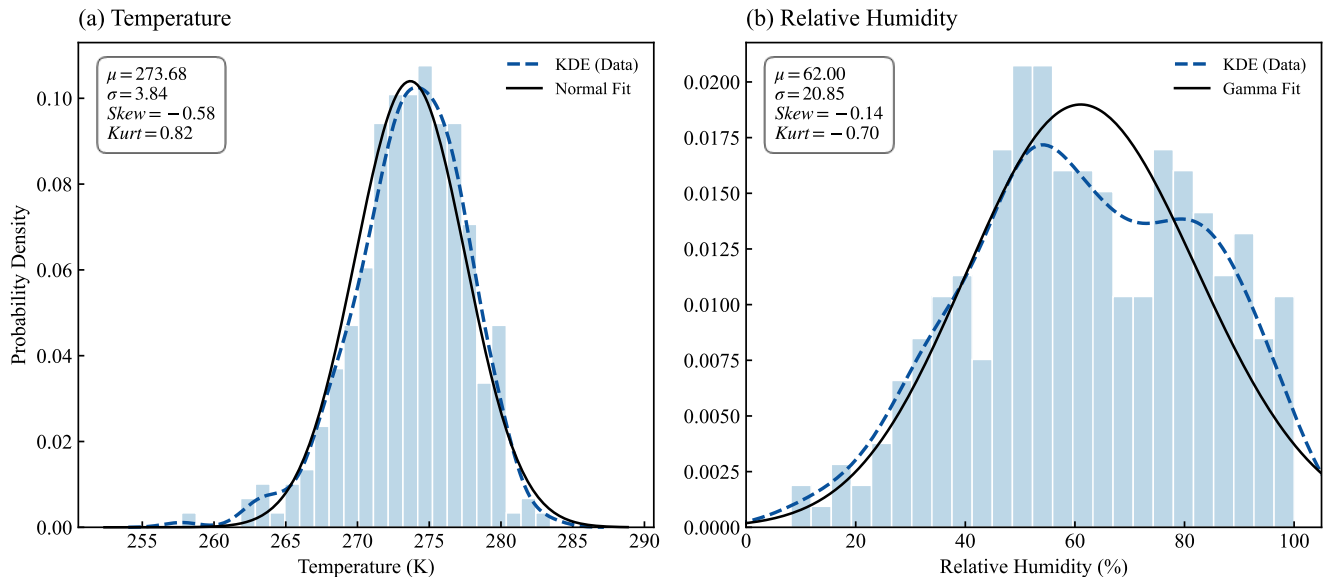 (a) Temperature
μ = 273.68
σ = 3.84
Skew = −0.58
Kurt = 0.82
KDE (Data)
Normal Fit
Probability Density
0.10
0.08
0.06
0.04
0.02
0.00
255 260 265 270 275 280 285 290
Temperature (K)
(b) Relative Humidity
μ = 62.00
σ = 20.85
Skew = −0.14
Kurt = −0.70
KDE (Data)
Gamma Fit
0.0200
0.0175
0.0150
0.0125
0.0100
0.0075
0.0050
0.0025
0.0000
0 20 40 60 80 100
Relative Humidity (%)